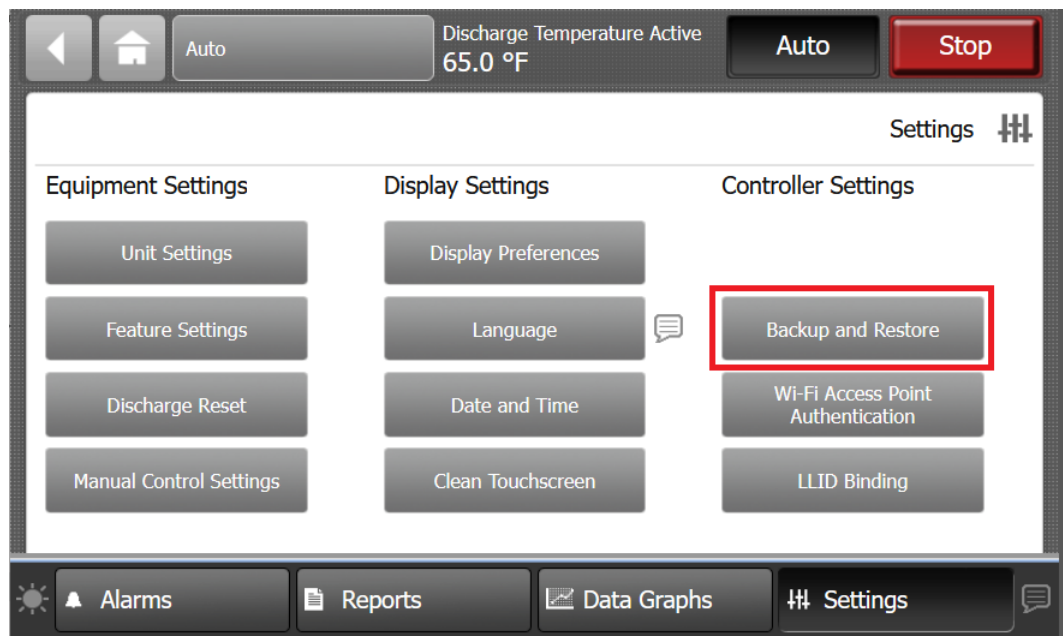 Auto
Discharge Temperature Active
65.0 °F
Auto
Stop
Settings
Equipment Settings
Display Settings
Controller Settings
Unit Settings
Display Preferences
Feature Settings
Language
Backup and Restore
Discharge Reset
Date and Time
Wi-Fi Access Point
Authentication
Manual Control Settings
Clean Touchscreen
LLID Binding
Alarms
Reports
Data Graphs
Settings